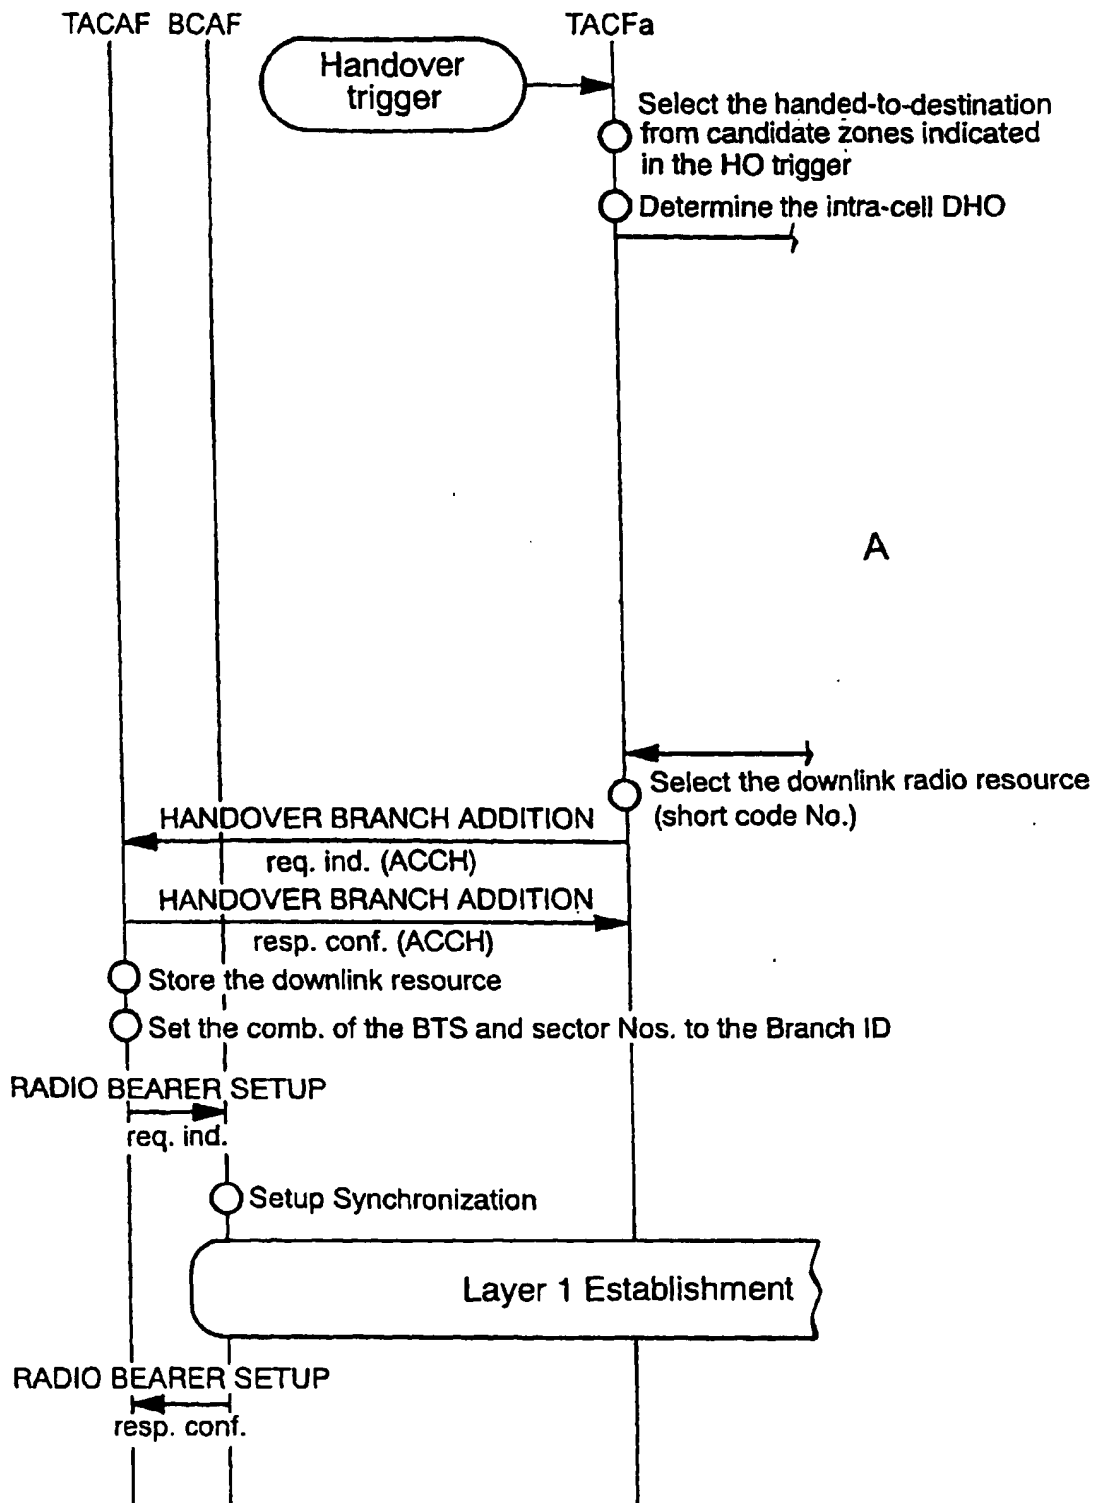 TACAF BCAF TACFa
Handover
trigger
Select the handed-to-destination
from candidate zones indicated
in the HO trigger
Determine the intra-cell DHO
A
Select the downlink radio resource
(short code No.)
HANDOVER BRANCH ADDITION
req. ind. (ACCH)
HANDOVER BRANCH ADDITION
resp. conf. (ACCH)
Store the downlink resource
Set the comb. of the BTS and sector Nos. to the Branch ID
RADIO BEARER SETUP
req. ind.
Setup Synchronization
Layer 1 Establishment
RADIO BEARER SETUP
resp. conf.